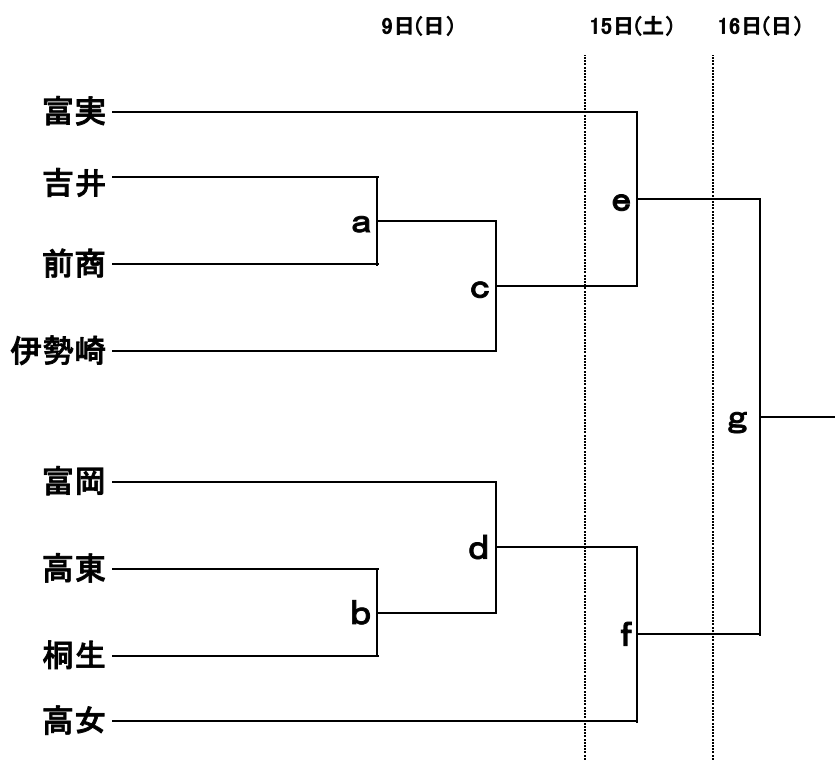 9日(日) 15日(土) 16日(日)
富実
吉井
a
e
前商
c
伊勢崎
g
富岡
d
高東
b
桐生
f
高女